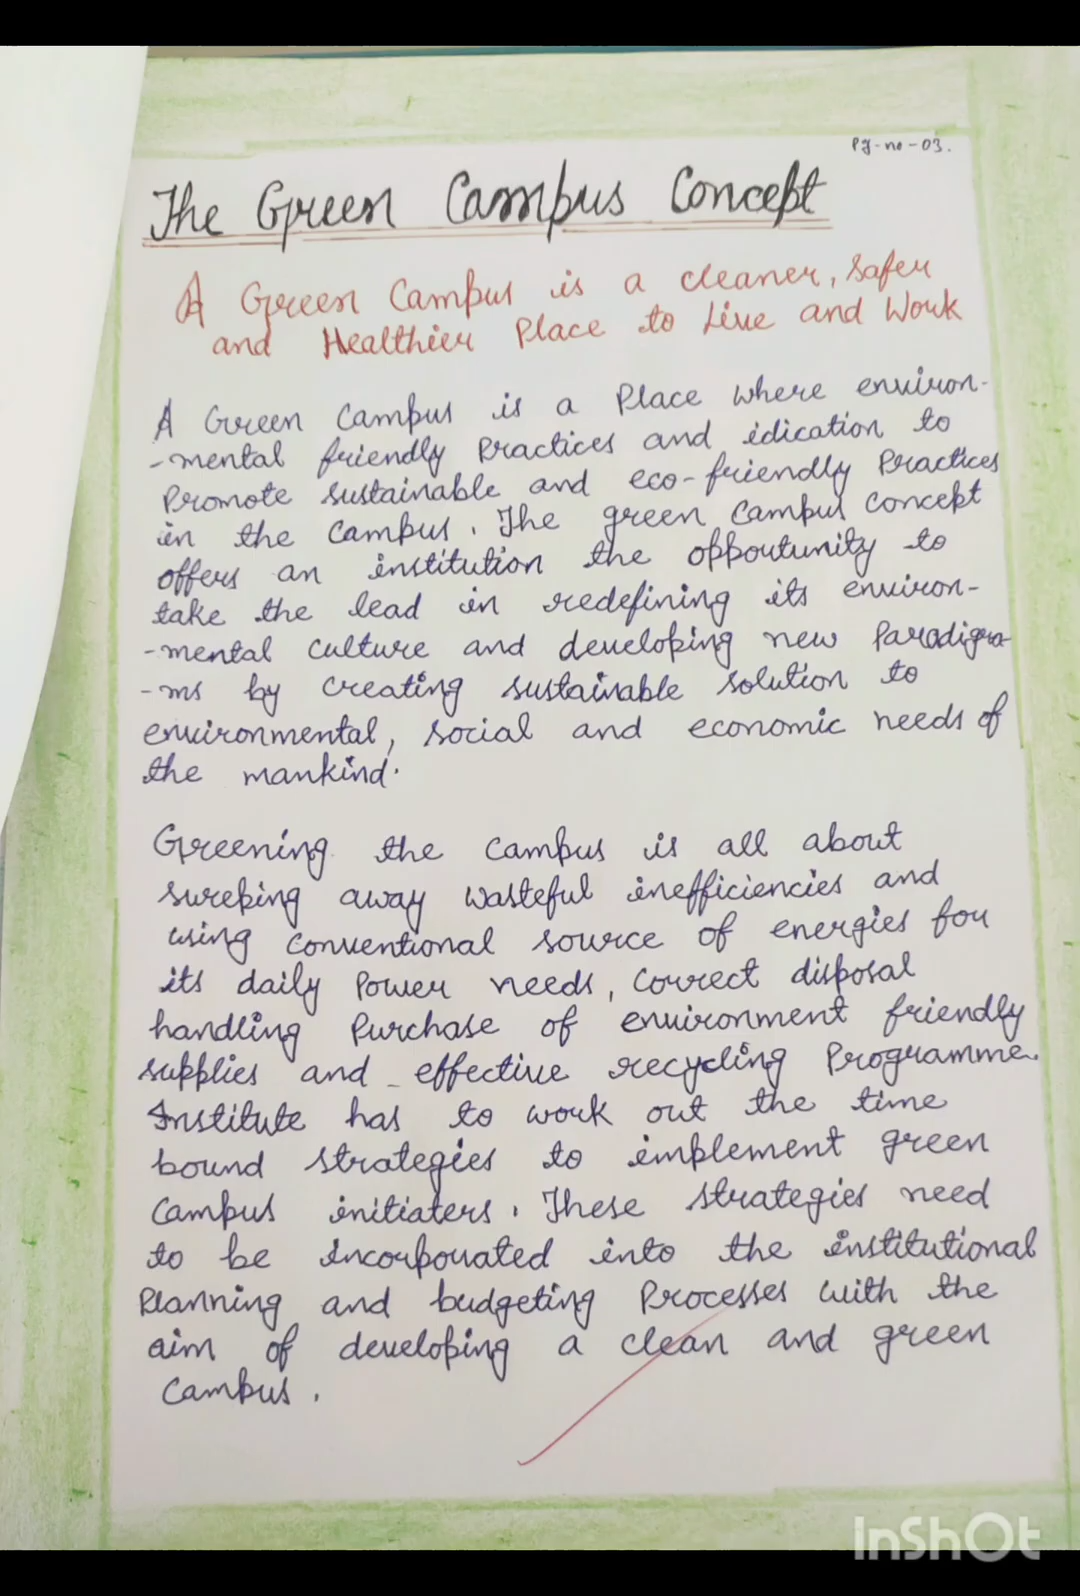 Pg-no-03.
The Green Campus Concept
A Green Campus is a cleaner, safer
and Healthier Place to Live and Work
A Green Campus is a Place where environ-
-mental friendly Practices and idication to
Promote sustainable and eco-friendly Practices
in the Campus. The green Campus Concept
offers an institution the opportunity to
take the lead in redefining its environ-
-mental culture and developing new Paradigra-
-ms by creating sustainable solution to
environmental, social and economic needs of
the mankind.
Greening the campus is all about
sureping away wasteful inefficiencies and
using conventional source of energies for
its daily Power needs, Correct disposal
handling Purchase of environment friendly
supplies and effective recycling Programme.
Institute has to work out the time
bound strategies to implement green
Campus initiaters. These strategies need
to be incorporated into the institutional
Planning and budgeting Processes with the
aim of developing a clean and green
Campus.
InShOt